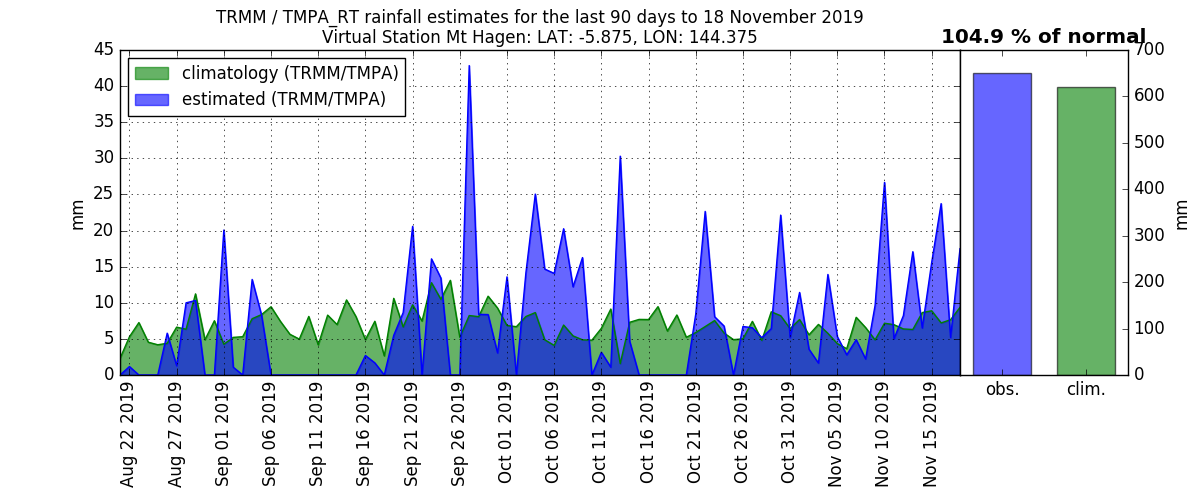 TRMM / TMPA_RT rainfall estimates for the last 90 days to 18 November 2019
Virtual Station Mt Hagen: LAT: -5.875, LON: 144.375
104.9 % of normal
climatology (TRMM/TMPA)
estimated (TRMM/TMPA)
45
40
35
30
25
20
15
10
5
0
mm
Aug 22 2019
Aug 27 2019
Sep 01 2019
Sep 06 2019
Sep 11 2019
Sep 16 2019
Sep 21 2019
Sep 26 2019
Oct 01 2019
Oct 06 2019
Oct 11 2019
Oct 16 2019
Oct 21 2019
Oct 26 2019
Oct 31 2019
Nov 05 2019
Nov 10 2019
Nov 15 2019
700
600
500
400
300
200
100
0
mm
obs.
clim.